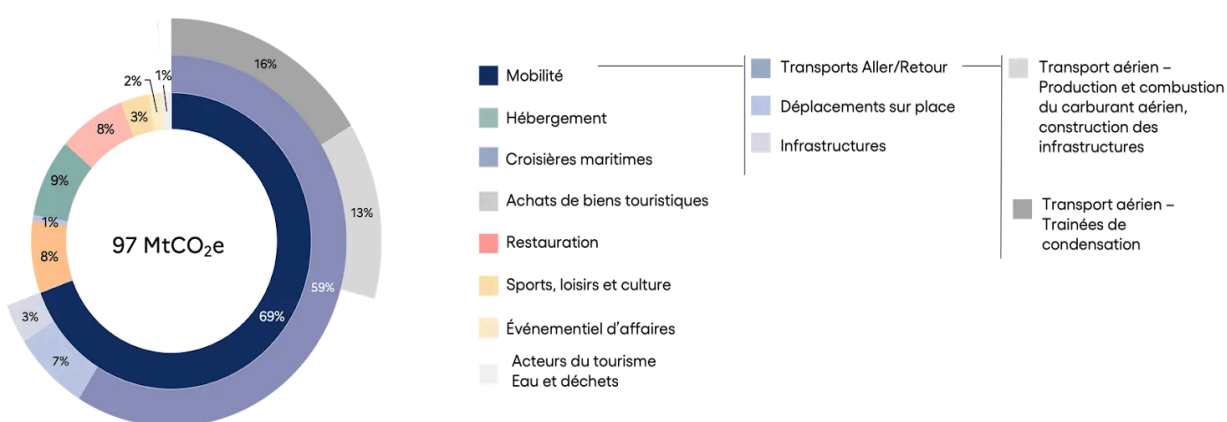 16%
1%
2%
3%
8%
9%
1%
8%
3%
7%
13%
59%
69%
97 MtCO₂e
Mobilité
Hébergement
Croisières maritimes
Achats de biens touristiques
Restauration
Sports, loisirs et culture
Événementiel d’affaires
Acteurs du tourisme
Eau et déchets
Transports Aller/Retour
Déplacements sur place
Infrastructures
Transport aérien –
Production et combustion
du carburant aérien,
construction des
infrastructures
Transport aérien –
Trainées de
condensation